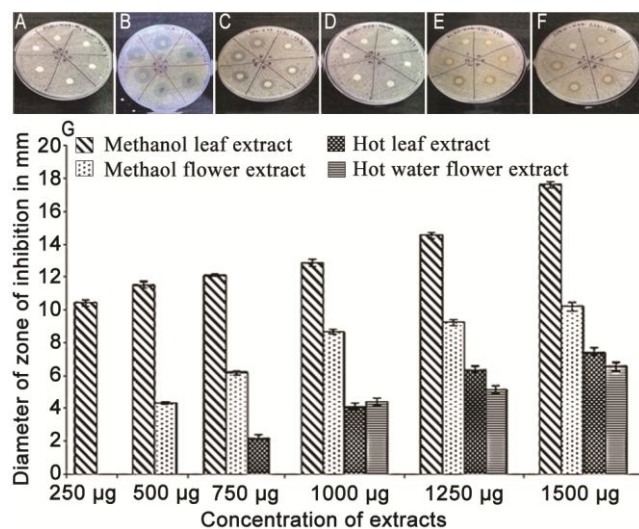 A B C D E F
G
Methanol leaf extract Hot leaf extract
Methaol flower extract Hot water flower extract
Diameter of zone of inhibition in mm
20
18
16
14
12
10
8
6
4
2
0
250 µg 500 µg 750 µg 1000 µg 1250 µg 1500 µg
Concentration of extracts